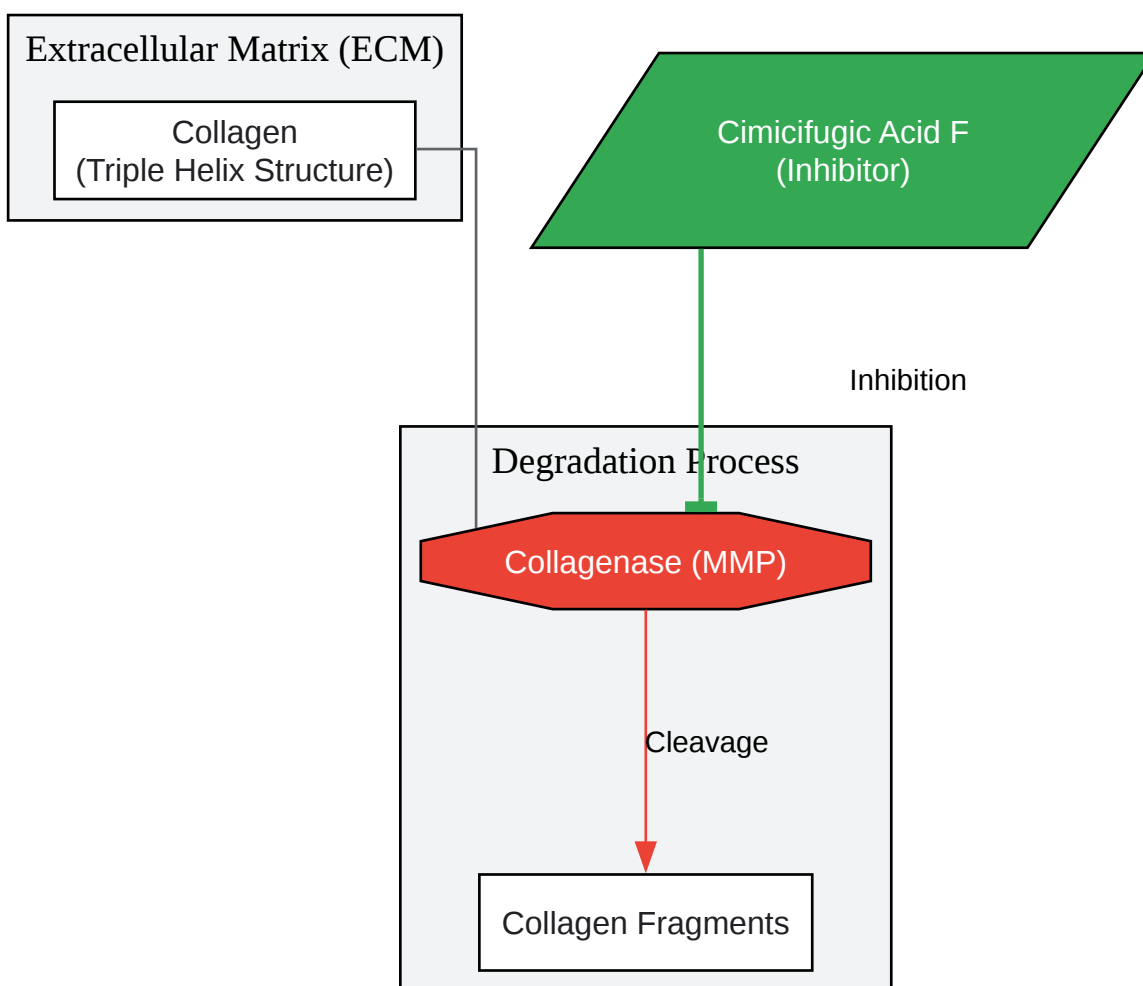 Extracellular Matrix (ECM)
Collagen
(Triple Helix Structure)
Cimicifugic Acid F
(Inhibitor)
Inhibition
Degradation Process
Collagenase (MMP)
Cleavage
Collagen Fragments